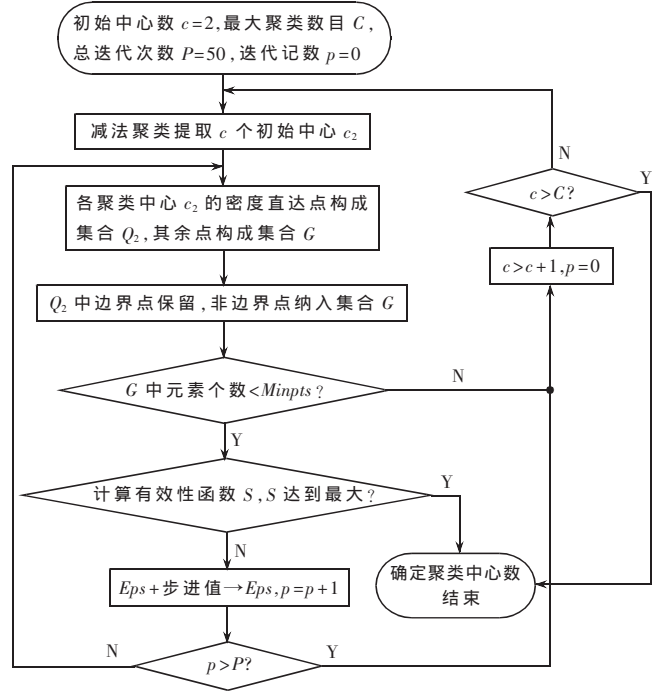 初始中心数 c=2,最大聚类数目 C,
总迭代次数 P=50,迭代记数 p=0
减法聚类提取 c 个初始中心 c₂
N
Y
c>C?
各聚类中心 c₂ 的密度直达点构成
集合 Q₂,其余点构成集合 G
c>c+1,p=0
Q₂ 中边界点保留,非边界点纳入集合 G
G 中元素个数<Minpts?
N
Y
计算有效性函数 S,S 达到最大?
Y
N
Eps+步进值→Eps,p=p+1
确定聚类中心数
结束
N
p>P?
Y